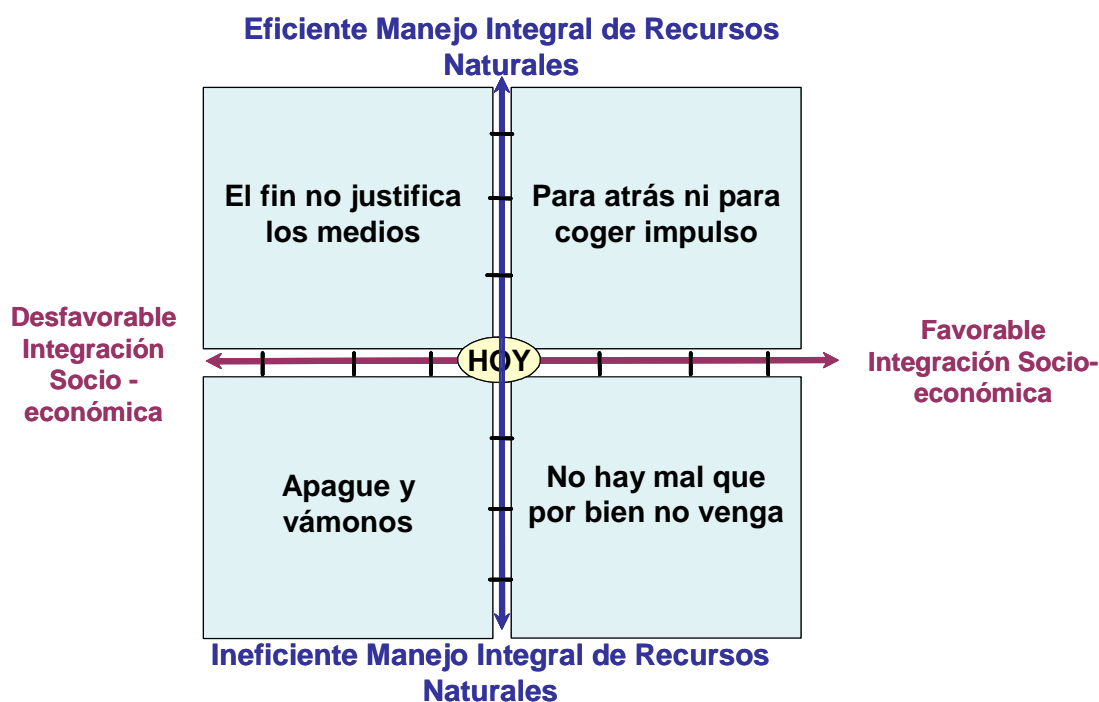 Eficiente Manejo Integral de Recursos
Naturales
El fin no justifica
los medios
Para atrás ni para
coger impulso
Desfavorable
Integración
Socio -
económica
HOY
Favorable
Integración Socio-
económica
Apague y
vámonos
No hay mal que
por bien no venga
Ineficiente Manejo Integral de Recursos
Naturales